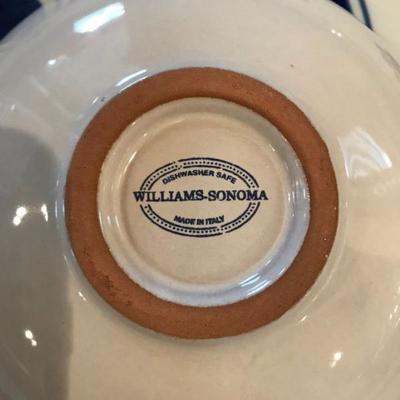 DISHWASHER SAFE
WILLIAMS-SONOMA
MADE IN ITALY